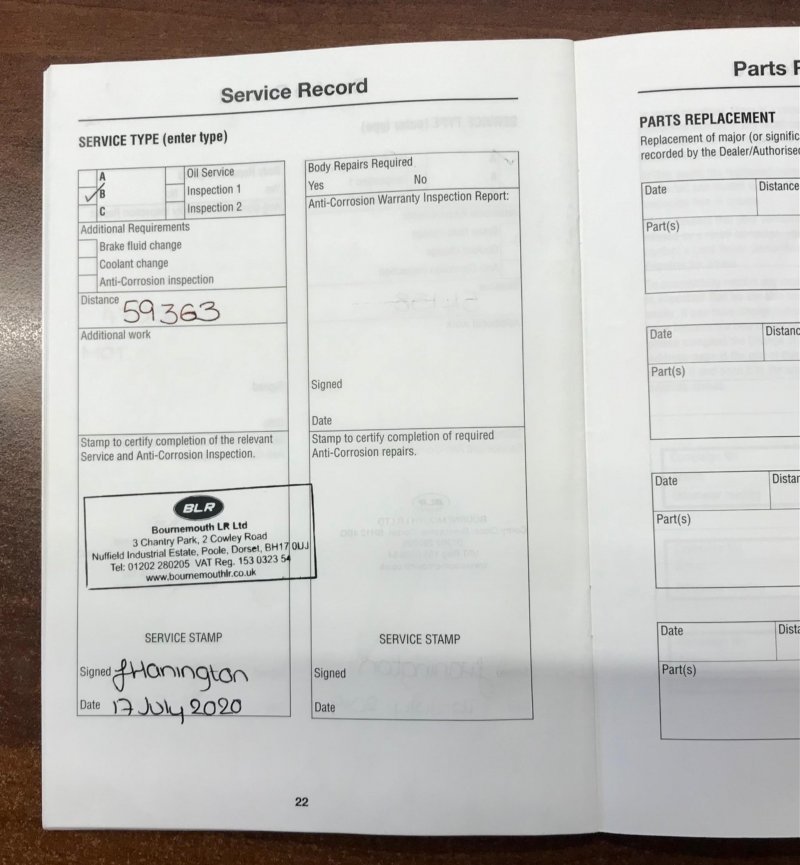 Service Record
SERVICE TYPE (enter type)
A
B
C
Oil Service
Inspection 1
Inspection 2
Additional Requirements
Brake fluid change
Coolant change
Anti-Corrosion inspection
Distance 59363
Additional work
Stamp to certify completion of the relevant
Service and Anti-Corrosion Inspection.
BLR
Bournemouth LR Ltd
3 Chantry Park, 2 Cowley Road
Nuffield Industrial Estate, Poole, Dorset, BH17 0UJ
Tel: 01202 280205 VAT Reg. 153 0323 54
www.bournemouthlr.co.uk
SERVICE STAMP
Signed J Hanington
Date 17 July 2020
Body Repairs Required
Yes No
Anti-Corrosion Warranty Inspection Report:
Signed
Date
Stamp to certify completion of required
Anti-Corrosion repairs.
SERVICE STAMP
Signed
Date
22
Parts
PARTS REPLACEMENT
Replacement of major (or
recorded by the
Date Distance
Part(s)
Date
Part(s)
Date
Part(s)
Date
Part(s)